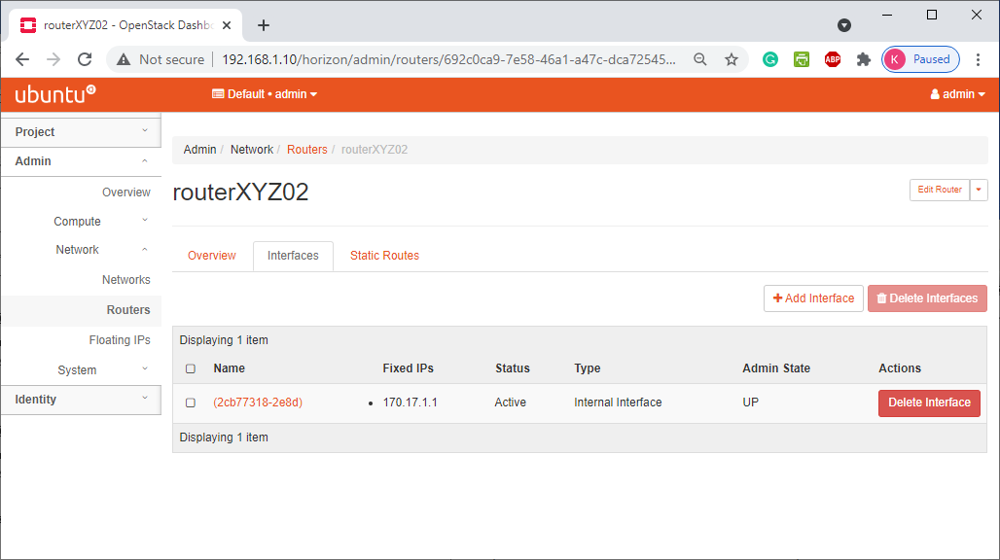 routerXYZ02 - OpenStack Dashbo
Not secure
192.168.1.10/horizon/admin/routers/692c0ca9-7e58-46a1-a47c-dca72545...
ABP
K Paused
ubuntu
Default • admin
admin
Project
Admin
Overview
Compute
Network
Networks
Routers
Floating IPs
System
Identity
Admin / Network / Routers / routerXYZ02
routerXYZ02
Edit Router
Overview Interfaces Static Routes
Add Interface Delete Interfaces
Displaying 1 item
Name Fixed IPs Status Type Admin State Actions
(2cb77318-2e8d) • 170.17.1.1 Active Internal Interface UP Delete Interface
Displaying 1 item